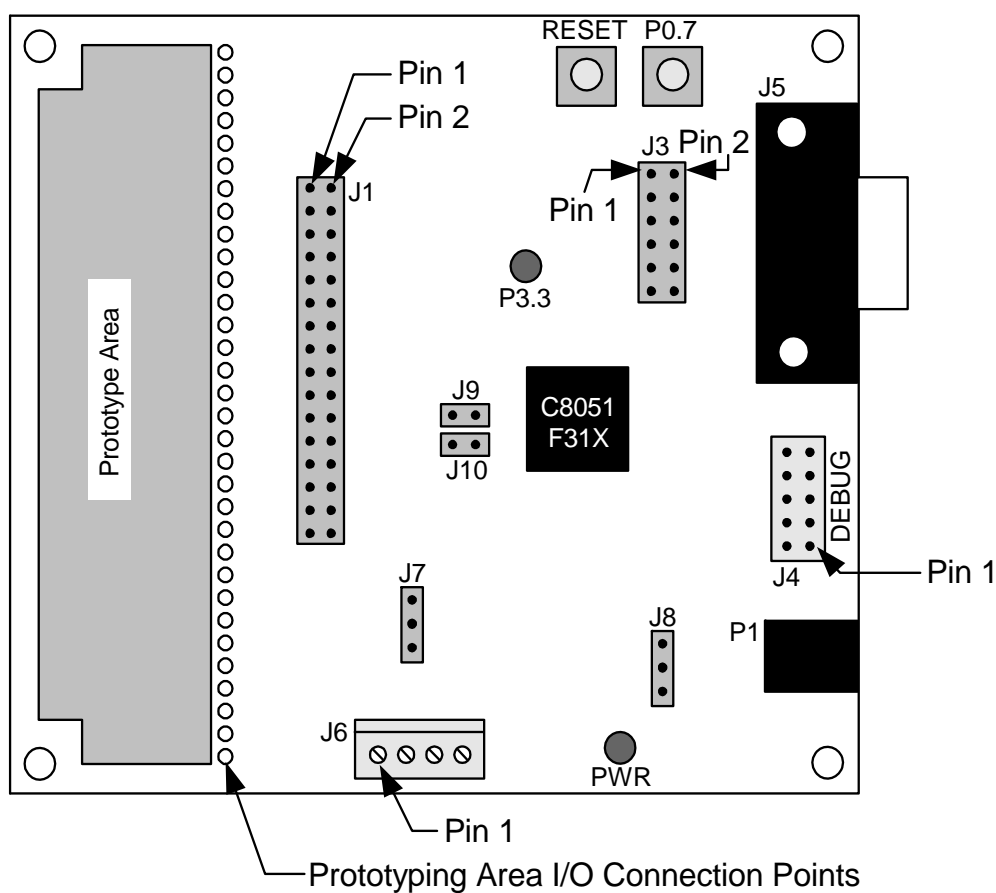 RESET P0.7
Pin 1
Pin 2
J5
J3
Pin 2
Pin 1
J1
P3.3
Prototype Area
J9
C8051
F31X
J10
DEBUG
J7
J4
Pin 1
J8
P1
J6
PWR
Pin 1
Prototyping Area I/O Connection Points